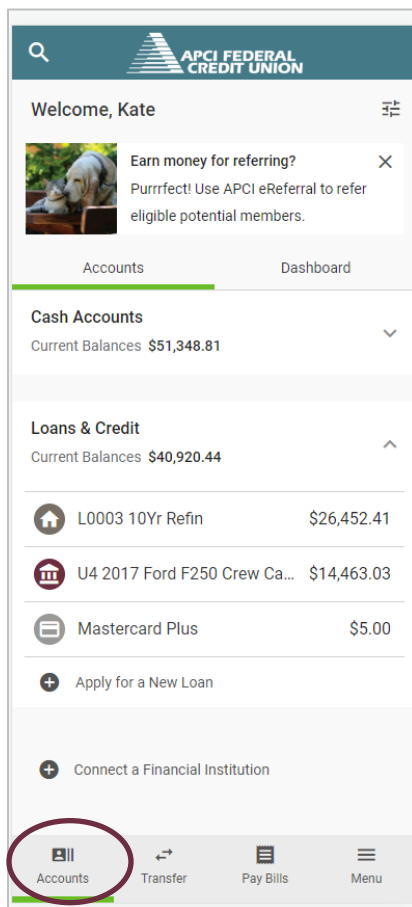 APCI FEDERAL
CREDIT UNION
Welcome, Kate
Earn money for referring?
Purrrfect! Use APCI eReferral to refer
eligible potential members.
Accounts Dashboard
Cash Accounts
Current Balances $51,348.81
Loans & Credit
Current Balances $40,920.44
L0003 10Yr Refin $26,452.41
U4 2017 Ford F250 Crew Ca... $14,463.03
Mastercard Plus $5.00
Apply for a New Loan
Connect a Financial Institution
Accounts Transfer Pay Bills Menu